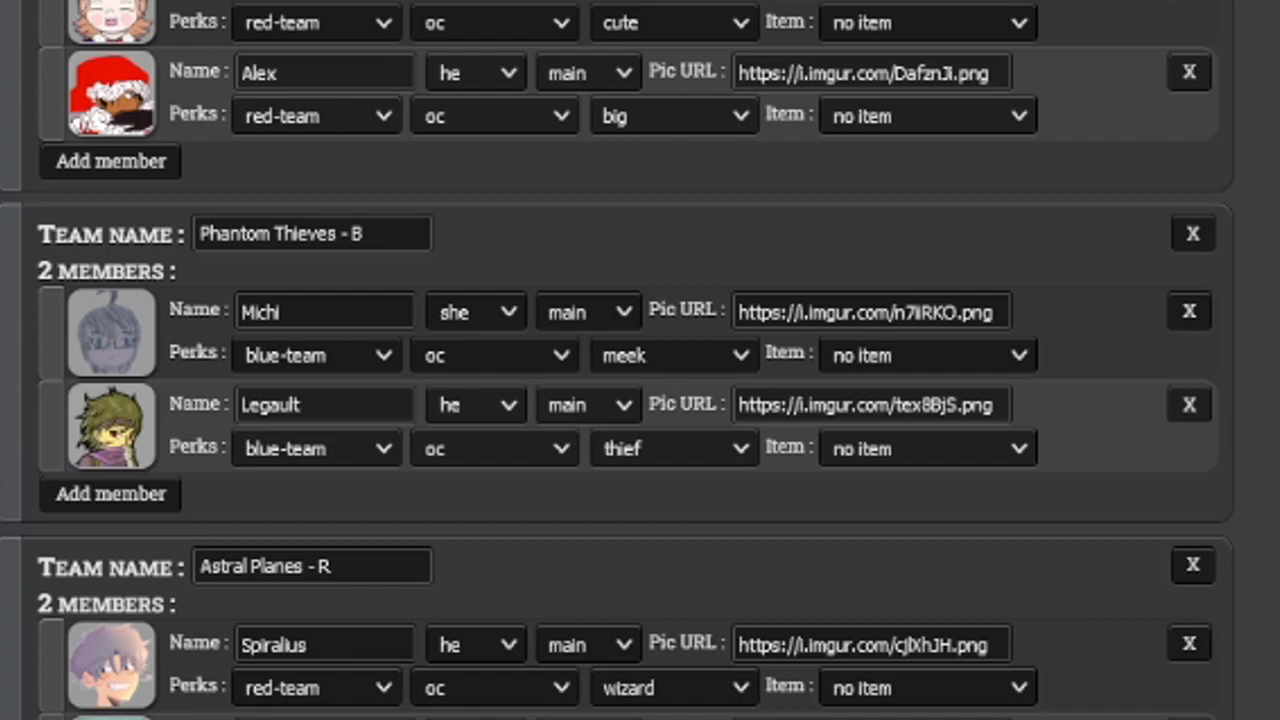 Perks : red-team oc cute Item : no item
Name : Alex he main Pic URL : https://i.imgur.com/DafznJl.png X
Perks : red-team oc big Item : no item
Add member
TEAM NAME : Phantom Thieves - B X
2 MEMBERS :
Name : Michi she main Pic URL : https://i.imgur.com/n7liRKO.png X
Perks : blue-team oc meek Item : no item
Name : Legault he main Pic URL : https://i.imgur.com/tex8BjS.png X
Perks : blue-team oc thief Item : no item
Add member
TEAM NAME : Astral Planes - R X
2 MEMBERS :
Name : Spiralius he main Pic URL : https://i.imgur.com/cjlXhJH.png X
Perks : red-team oc wizard Item : no item